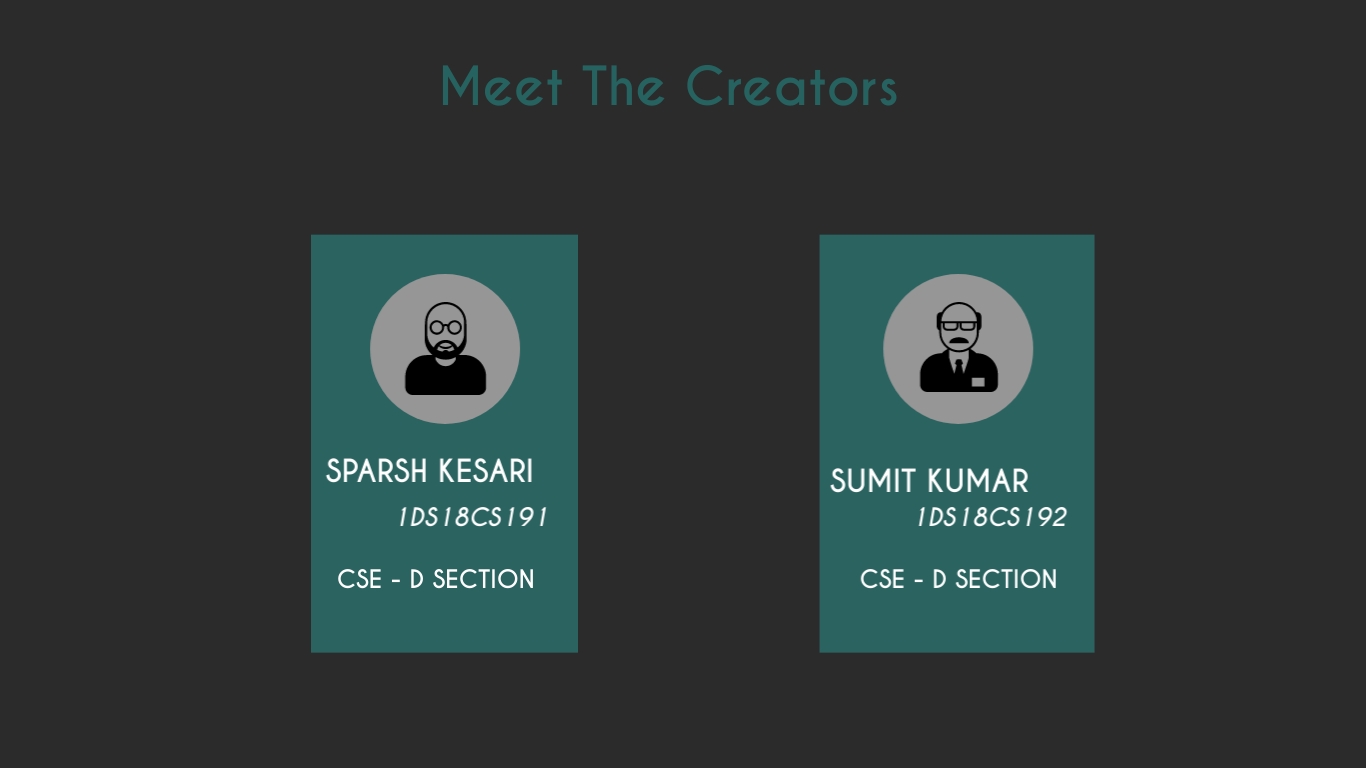 Meet The Creators
SPARSH KESARI
1DS18CS191
CSE - D SECTION
SUMIT KUMAR
1DS18CS192
CSE - D SECTION